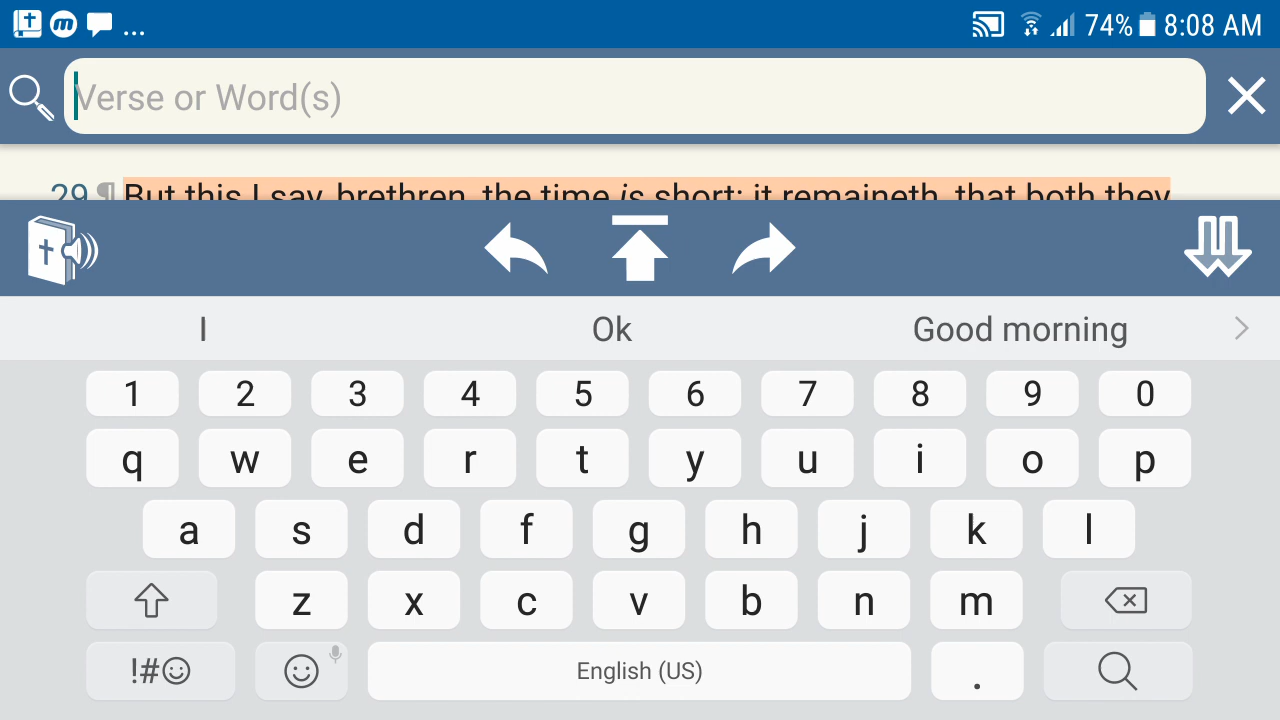 ... 74% 8:08 AM
Verse or Word(s)
29 ¶ But this I say, brethren, the time is short: it remaineth, that both they
I Ok Good morning
1 2 3 4 5 6 7 8 9 0
q w e r t y u i o p
a s d f g h j k l
z x c v b n m
!#☺ English (US) .